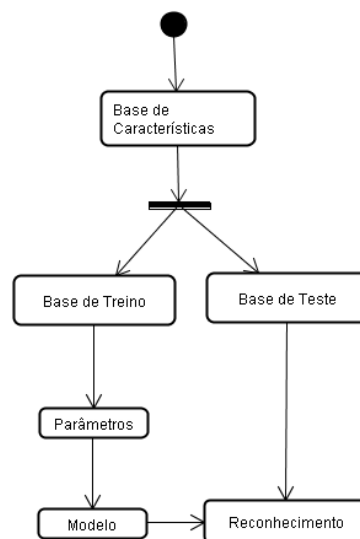 Base de
Características
Base de Treino
Base de Teste
Parâmetros
Modelo
Reconhecimento